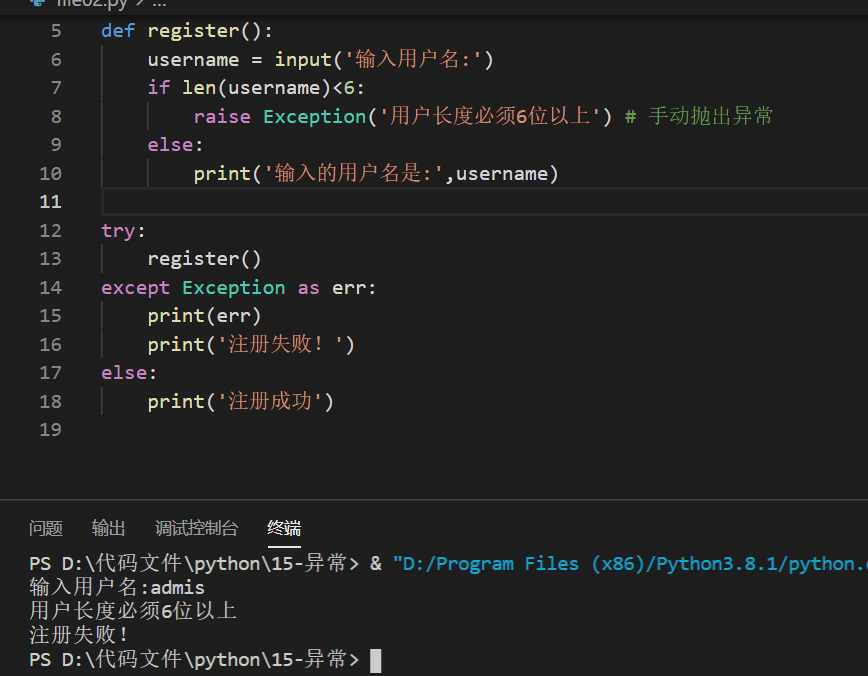 file02.py > ...
5 def register():
6     username = input('输入用户名:')
7     if len(username)<6:
8         raise Exception('用户长度必须6位以上') # 手动抛出异常
9     else:
10         print('输入的用户名是:',username)
11
12 try:
13     register()
14 except Exception as err:
15     print(err)
16     print('注册失败！')
17 else:
18     print('注册成功')
19
问题 输出 调试控制台 终端
PS D:\代码文件\python\15-异常> & "D:/Program Files (x86)/Python3.8.1/python.
输入用户名:admis
用户长度必须6位以上
注册失败！
PS D:\代码文件\python\15-异常>